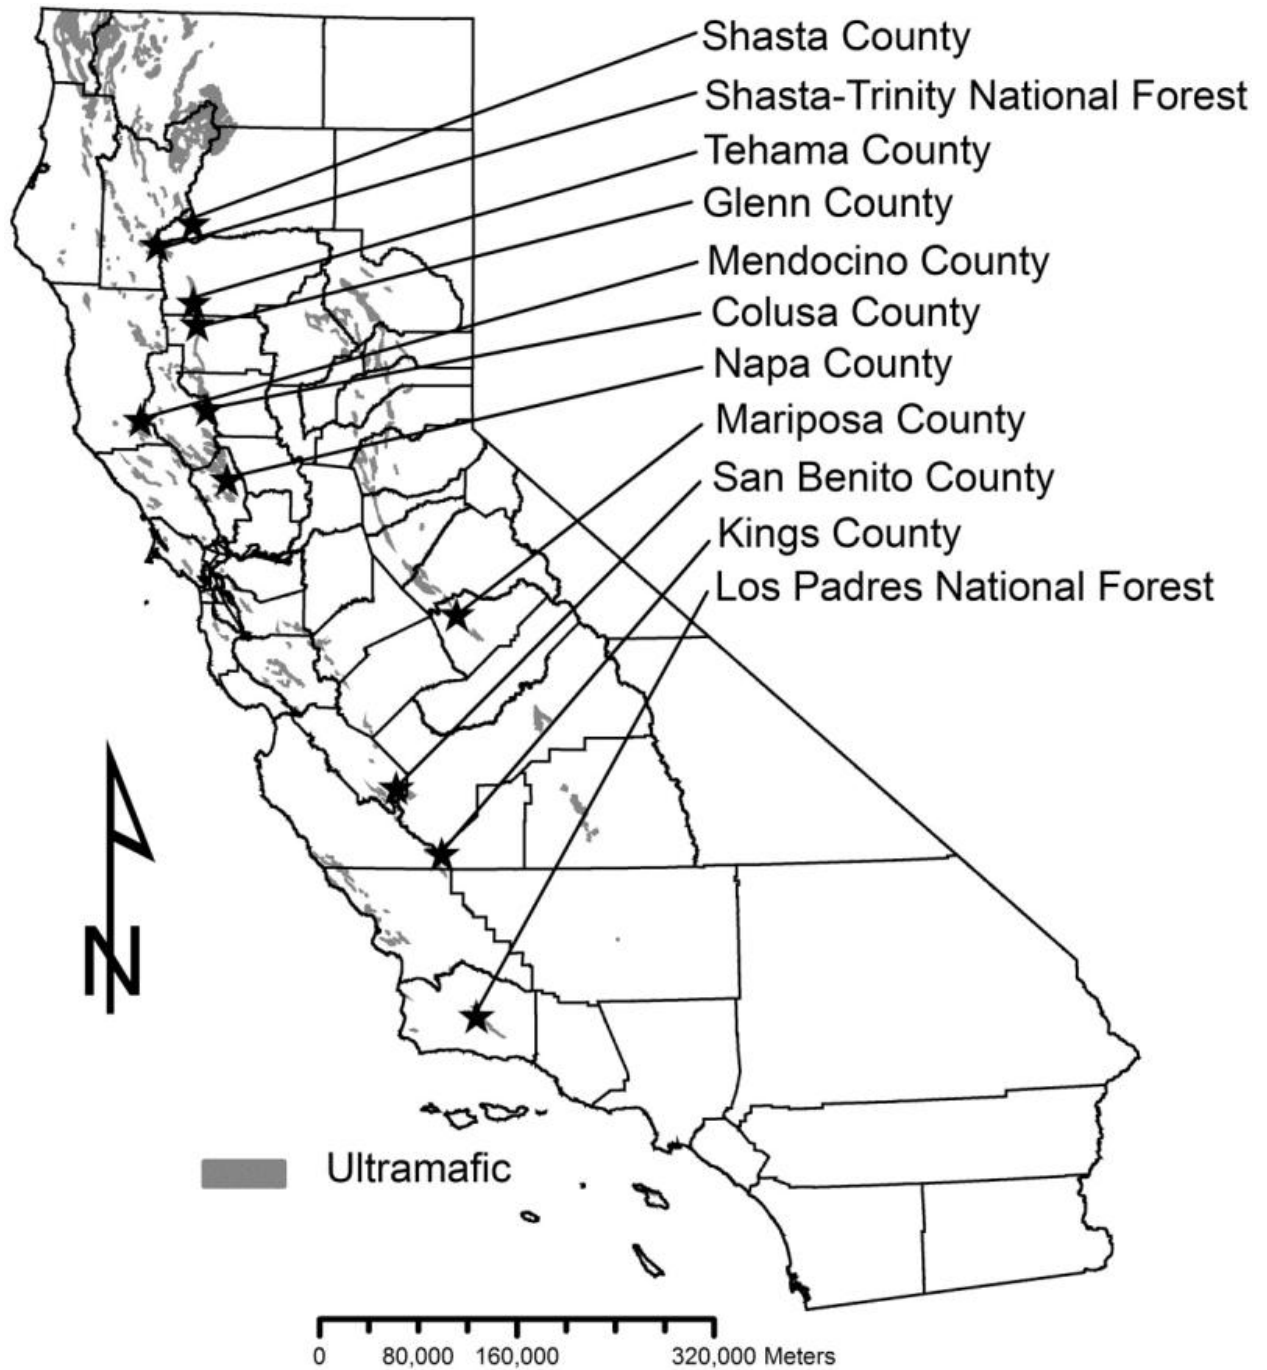 Shasta County
Shasta-Trinity National Forest
Tehama County
Glenn County
Mendocino County
Colusa County
Napa County
Mariposa County
San Benito County
Kings County
Los Padres National Forest
N
Ultramafic
0 80,000 160,000 320,000 Meters